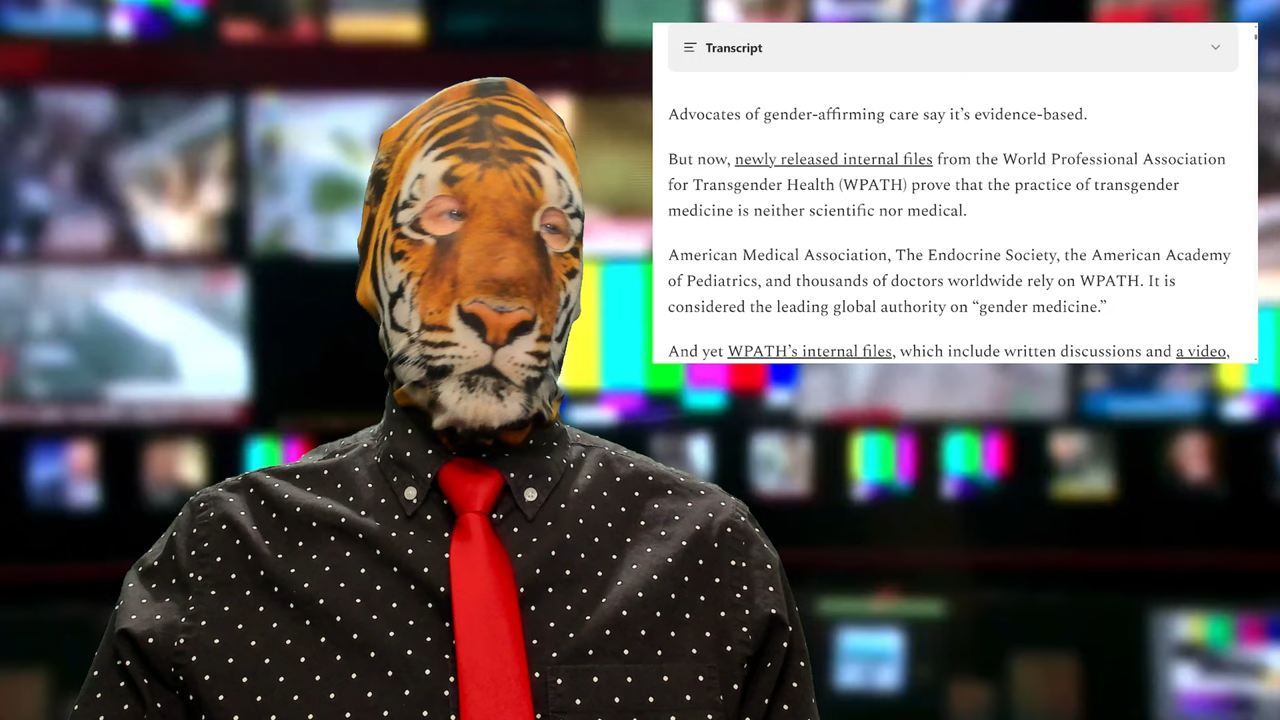 Transcript
Advocates of gender-affirming care say it’s evidence-based.
But now, newly released internal files from the World Professional Association
for Transgender Health (WPATH) prove that the practice of transgender
medicine is neither scientific nor medical.
American Medical Association, The Endocrine Society, the American Academy
of Pediatrics, and thousands of doctors worldwide rely on WPATH. It is
considered the leading global authority on “gender medicine.”
And yet WPATH’s internal files, which include written discussions and a video,